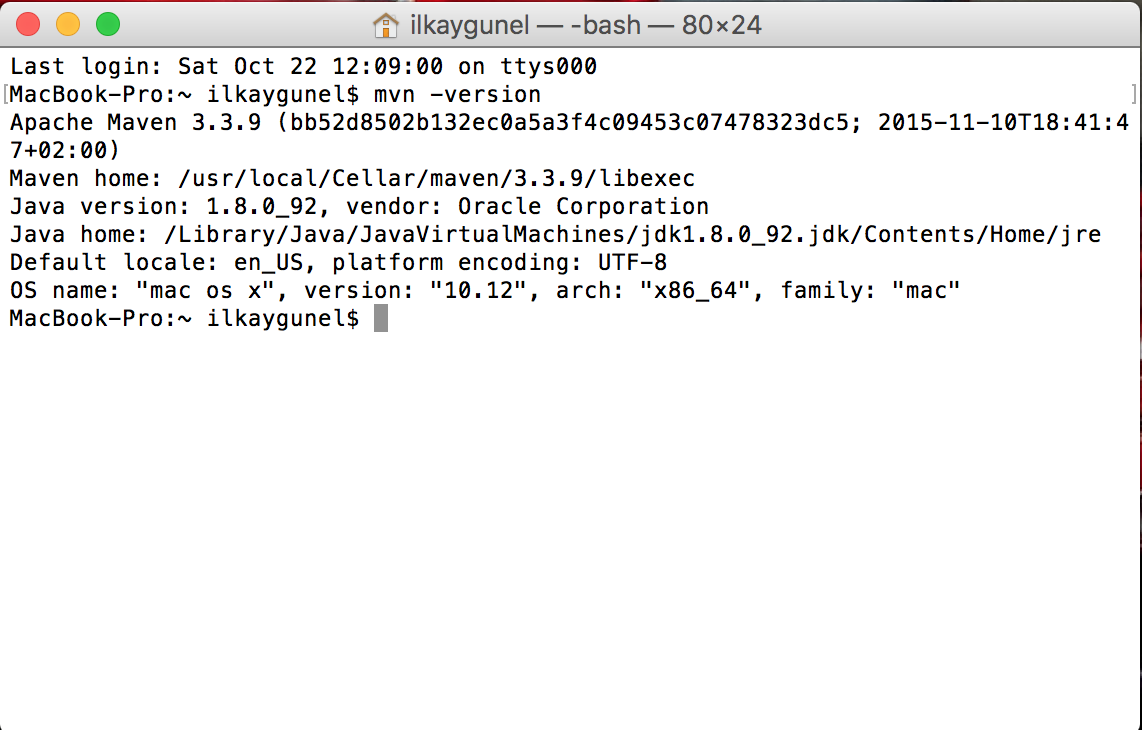 ilkaygunel — -bash — 80×24
Last login: Sat Oct 22 12:09:00 on ttys000
[MacBook-Pro:~ ilkaygunel$ mvn -version ]
Apache Maven 3.3.9 (bb52d8502b132ec0a5a3f4c09453c07478323dc5; 2015-11-10T18:41:4
7+02:00)
Maven home: /usr/local/Cellar/maven/3.3.9/libexec
Java version: 1.8.0_92, vendor: Oracle Corporation
Java home: /Library/Java/JavaVirtualMachines/jdk1.8.0_92.jdk/Contents/Home/jre
Default locale: en_US, platform encoding: UTF-8
OS name: "mac os x", version: "10.12", arch: "x86_64", family: "mac"
MacBook-Pro:~ ilkaygunel$